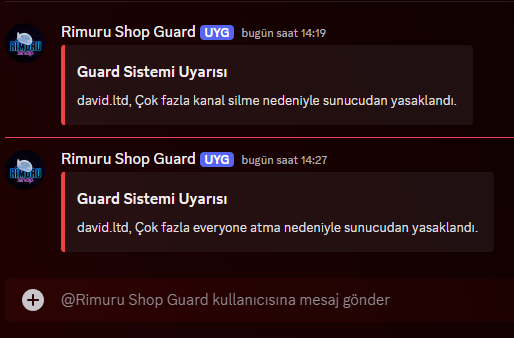 Rimuru Shop Guard UYG bugün saat 14:19
Guard Sistemi Uyarısı
david.ltd, Çok fazla kanal silme nedeniyle sunucudan yasaklandı.
Rimuru Shop Guard UYG bugün saat 14:27
Guard Sistemi Uyarısı
david.ltd, Çok fazla everyone atma nedeniyle sunucudan yasaklandı.
@Rimuru Shop Guard kullanıcısına mesaj gönder